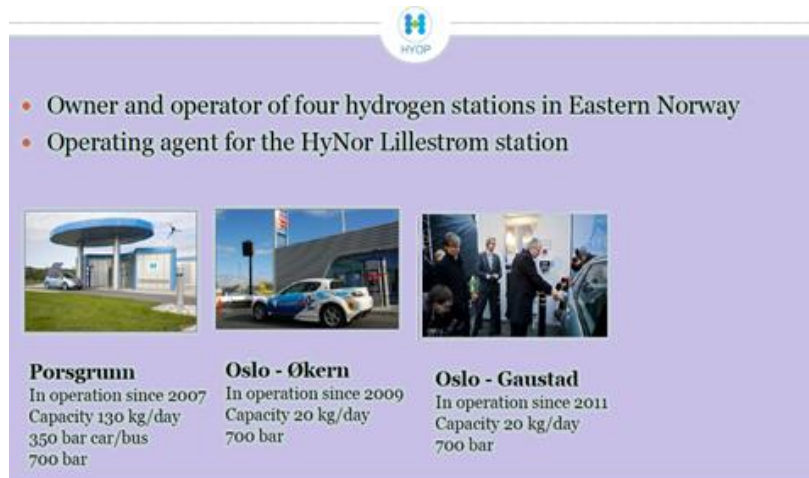 HYOP
Owner and operator of four hydrogen stations in Eastern Norway
Operating agent for the HyNor Lillestrøm station
Porsgrunn
In operation since 2007
Capacity 130 kg/day
350 bar car/bus
700 bar
Oslo - Økern
In operation since 2009
Capacity 20 kg/day
700 bar
Oslo - Gaustad
In operation since 2011
Capacity 20 kg/day
700 bar